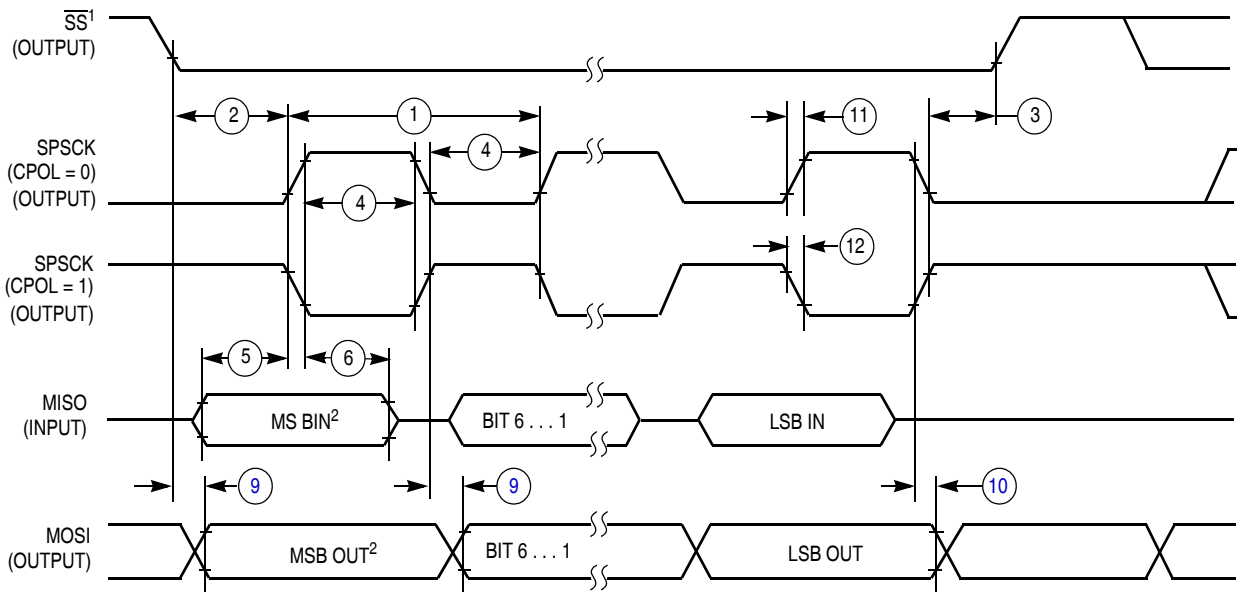 SS¹
(OUTPUT)
2
1
11
3
SPSCK
(CPOL = 0)
(OUTPUT)
4
4
SPSCK
(CPOL = 1)
(OUTPUT)
12
5
6
MISO
(INPUT)
MS BIN²
BIT 6 . . . 1
LSB IN
9
9
10
MOSI
(OUTPUT)
MSB OUT²
BIT 6 . . . 1
LSB OUT